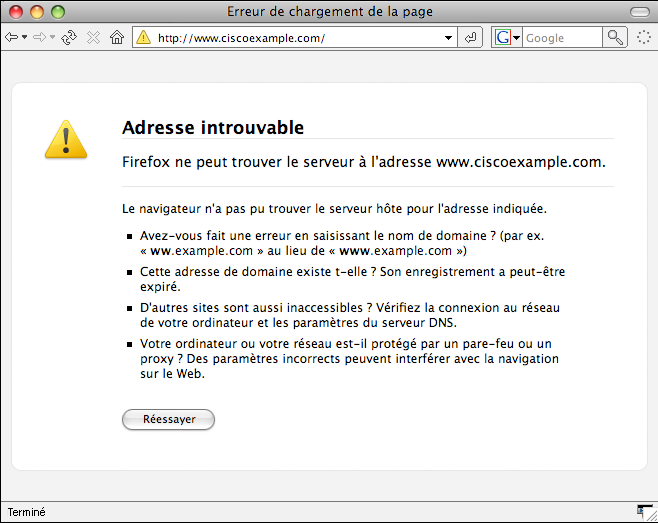 Erreur de chargement de la page
http://www.ciscoexample.com/
G
Google
Adresse introuvable
Firefox ne peut trouver le serveur à l'adresse www.ciscoexample.com.
Le navigateur n'a pas pu trouver le serveur hôte pour l'adresse indiquée.
Avez-vous fait une erreur en saisissant le nom de domaine ? (par ex.
« ww.example.com » au lieu de « www.example.com »)
Cette adresse de domaine existe t-elle ? Son enregistrement a peut-être
expiré.
D'autres sites sont aussi inaccessibles ? Vérifiez la connexion au réseau
de votre ordinateur et les paramètres du serveur DNS.
Votre ordinateur ou votre réseau est-il protégé par un pare-feu ou un
proxy ? Des paramètres incorrects peuvent interférer avec la navigation
sur le Web.
Réessayer
Terminé